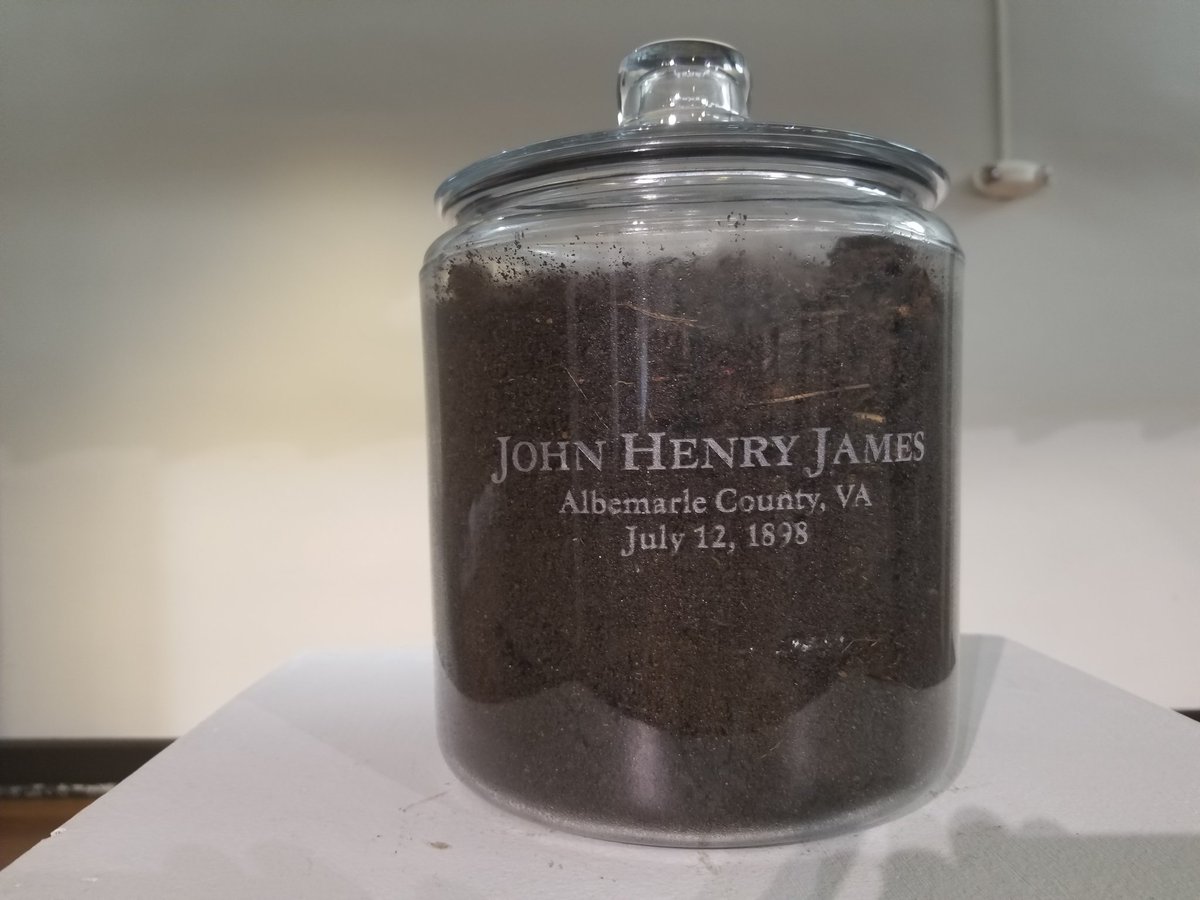 JOHN HENRY JAMES
Albemarle County, VA
July 12, 1898